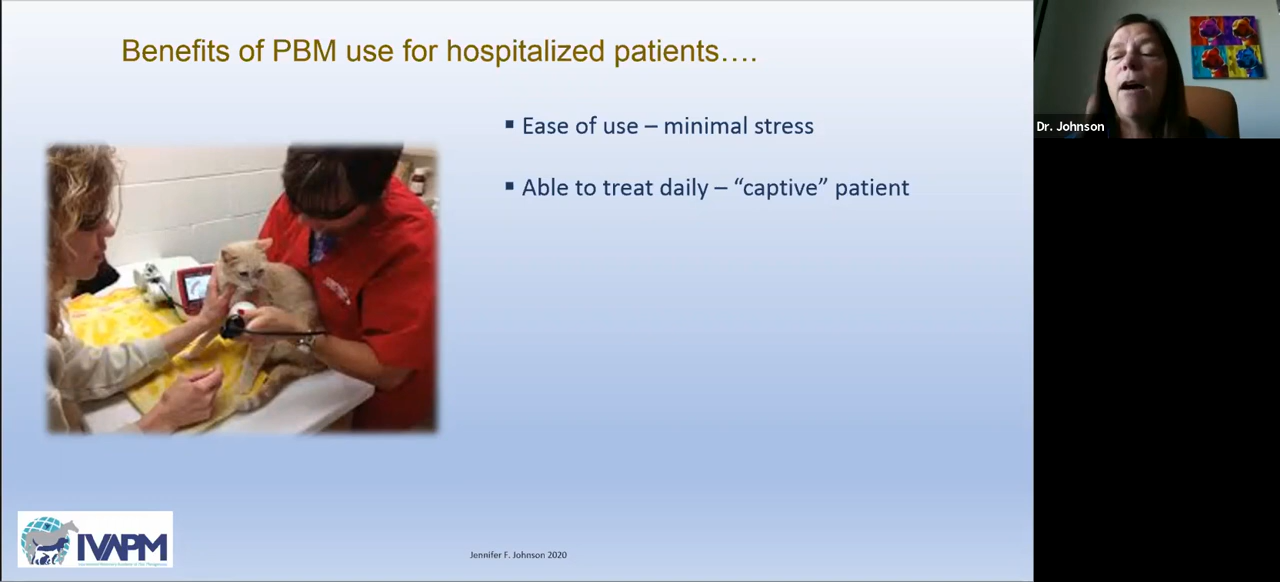 Benefits of PBM use for hospitalized patients….
▪ Ease of use – minimal stress
▪ Able to treat daily – “captive” patient
Dr. Johnson
IVAPM
Jennifer F. Johnson 2020